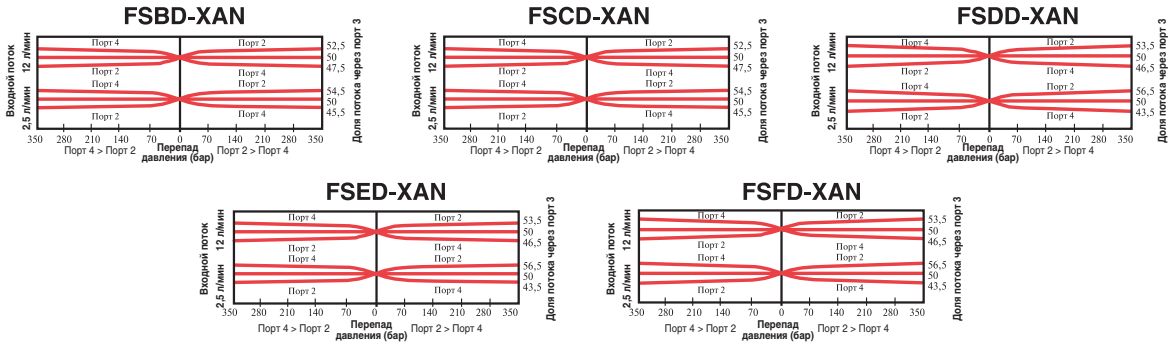 FSBD-XAN
Входной поток
2,5 л/мин 12 л/мин
Порт 4 Порт 2
Порт 2 Порт 4
Порт 4 Порт 2
Порт 2 Порт 4
52,5
50
47,5
54,5
50
45,5
Доля потока через порт 3
350 280 210 140 70 0 70 140 210 280 350
Порт 4 > Порт 2 Перепад давления (бар) Порт 2 > Порт 4
FSCD-XAN
Входной поток
2,5 л/мин 12 л/мин
Порт 4 Порт 2
Порт 2 Порт 4
Порт 4 Порт 2
Порт 2 Порт 4
52,5
50
47,5
54,5
50
45,5
Доля потока через порт 3
350 280 210 140 70 0 70 140 210 280 350
Порт 4 > Порт 2 Перепад давления (бар) Порт 2 > Порт 4
FSDD-XAN
Входной поток
2,5 л/мин 12 л/мин
Порт 4 Порт 2
Порт 2 Порт 4
Порт 4 Порт 2
Порт 2 Порт 4
53,5
50
46,5
56,5
50
43,5
Доля потока через порт 3
350 280 210 140 70 0 70 140 210 280 350
Порт 4 > Порт 2 Перепад давления (бар) Порт 2 > Порт 4
FSED-XAN
Входной поток
2,5 л/мин 12 л/мин
Порт 4 Порт 2
Порт 2 Порт 4
Порт 4 Порт 2
Порт 2 Порт 4
53,5
50
46,5
56,5
50
43,5
Доля потока через порт 3
350 280 210 140 70 0 70 140 210 280 350
Порт 4 > Порт 2 Перепад давления (бар) Порт 2 > Порт 4
FSFD-XAN
Входной поток
2,5 л/мин 12 л/мин
Порт 4 Порт 2
Порт 2 Порт 4
Порт 4 Порт 2
Порт 2 Порт 4
53,5
50
46,5
56,5
50
43,5
Доля потока через порт 3
350 280 210 140 70 0 70 140 210 280 350
Порт 4 > Порт 2 Перепад давления (бар) Порт 2 > Порт 4